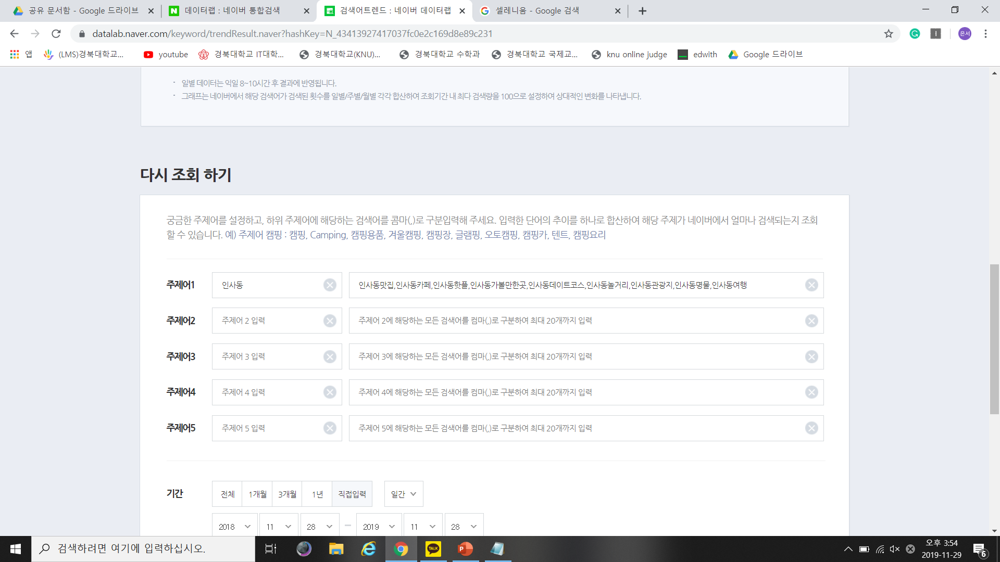 공유 문서함 - Google 드라이브
데이터랩 : 네이버 통합검색
검색어트렌드 : 네이버 데이터랩
셀레니움 - Google 검색
datalab.naver.com/keyword/trendResult.naver?hashKey=N_43413927417037fc0e2c169d8e89c231
은서
앱
(LMS)경북대학교...
youtube
경북대학교 IT대학...
경북대학교(KNU)...
경북대학교 수학과
경북대학교 국제교...
knu online judge
edwith
Google 드라이브
· 일별 데이터는 익일 8~10시간 후 결과에 반영됩니다.
· 그래프는 네이버에서 해당 검색어가 검색된 횟수를 일별/주별/월별 각각 합산하여 조회기간 내 최다 검색량을 100으로 설정하여 상대적인 변화를 나타냅니다.
다시 조회 하기
궁금한 주제어를 설정하고, 하위 주제어에 해당하는 검색어를 콤마(,)로 구분입력해 주세요. 입력한 단어의 추이를 하나로 합산하여 해당 주제가 네이버에서 얼마나 검색되는지 조회
할 수 있습니다. 예) 주제어 캠핑 : 캠핑, Camping, 캠핑용품, 겨울캠핑, 캠핑장, 글램핑, 오토캠핑, 캠핑카, 텐트, 캠핑요리
주제어1 인사동 인사동맛집,인사동카페,인사동핫플,인사동가볼만한곳,인사동데이트코스,인사동놀거리,인사동관광지,인사동명물,인사동여행
주제어2 주제어 2 입력 주제어 2에 해당하는 모든 검색어를 컴마(,)로 구분하여 최대 20개까지 입력
주제어3 주제어 3 입력 주제어 3에 해당하는 모든 검색어를 컴마(,)로 구분하여 최대 20개까지 입력
주제어4 주제어 4 입력 주제어 4에 해당하는 모든 검색어를 컴마(,)로 구분하여 최대 20개까지 입력
주제어5 주제어 5 입력 주제어 5에 해당하는 모든 검색어를 컴마(,)로 구분하여 최대 20개까지 입력
기간 전체 1개월 3개월 1년 직접입력 일간
2018 11 28 – 2019 11 28
검색하려면 여기에 입력하십시오.
TALK
오후 3:54
2019-11-29
6